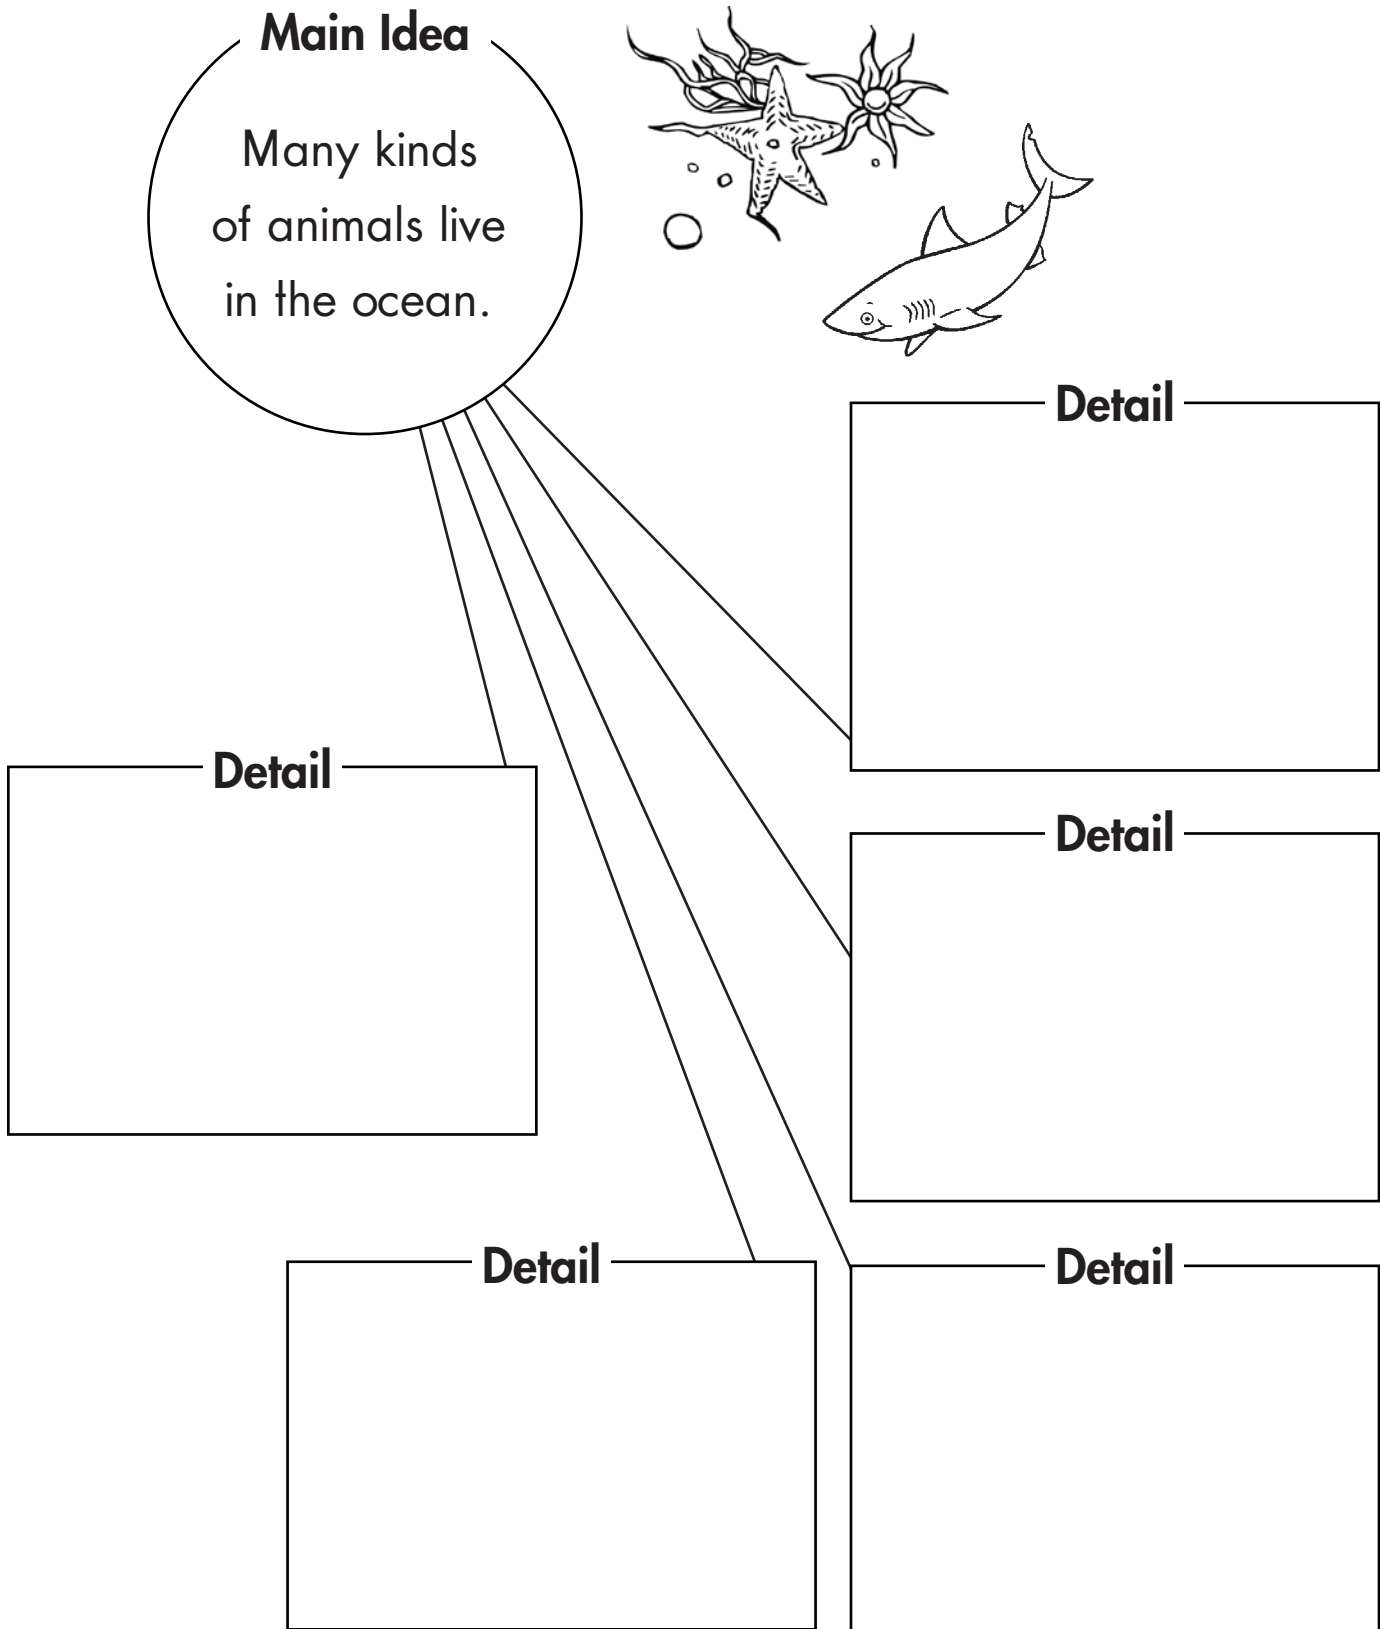 Main Idea
Many kinds
of animals live
in the ocean.
Detail
Detail
Detail
Detail
Detail